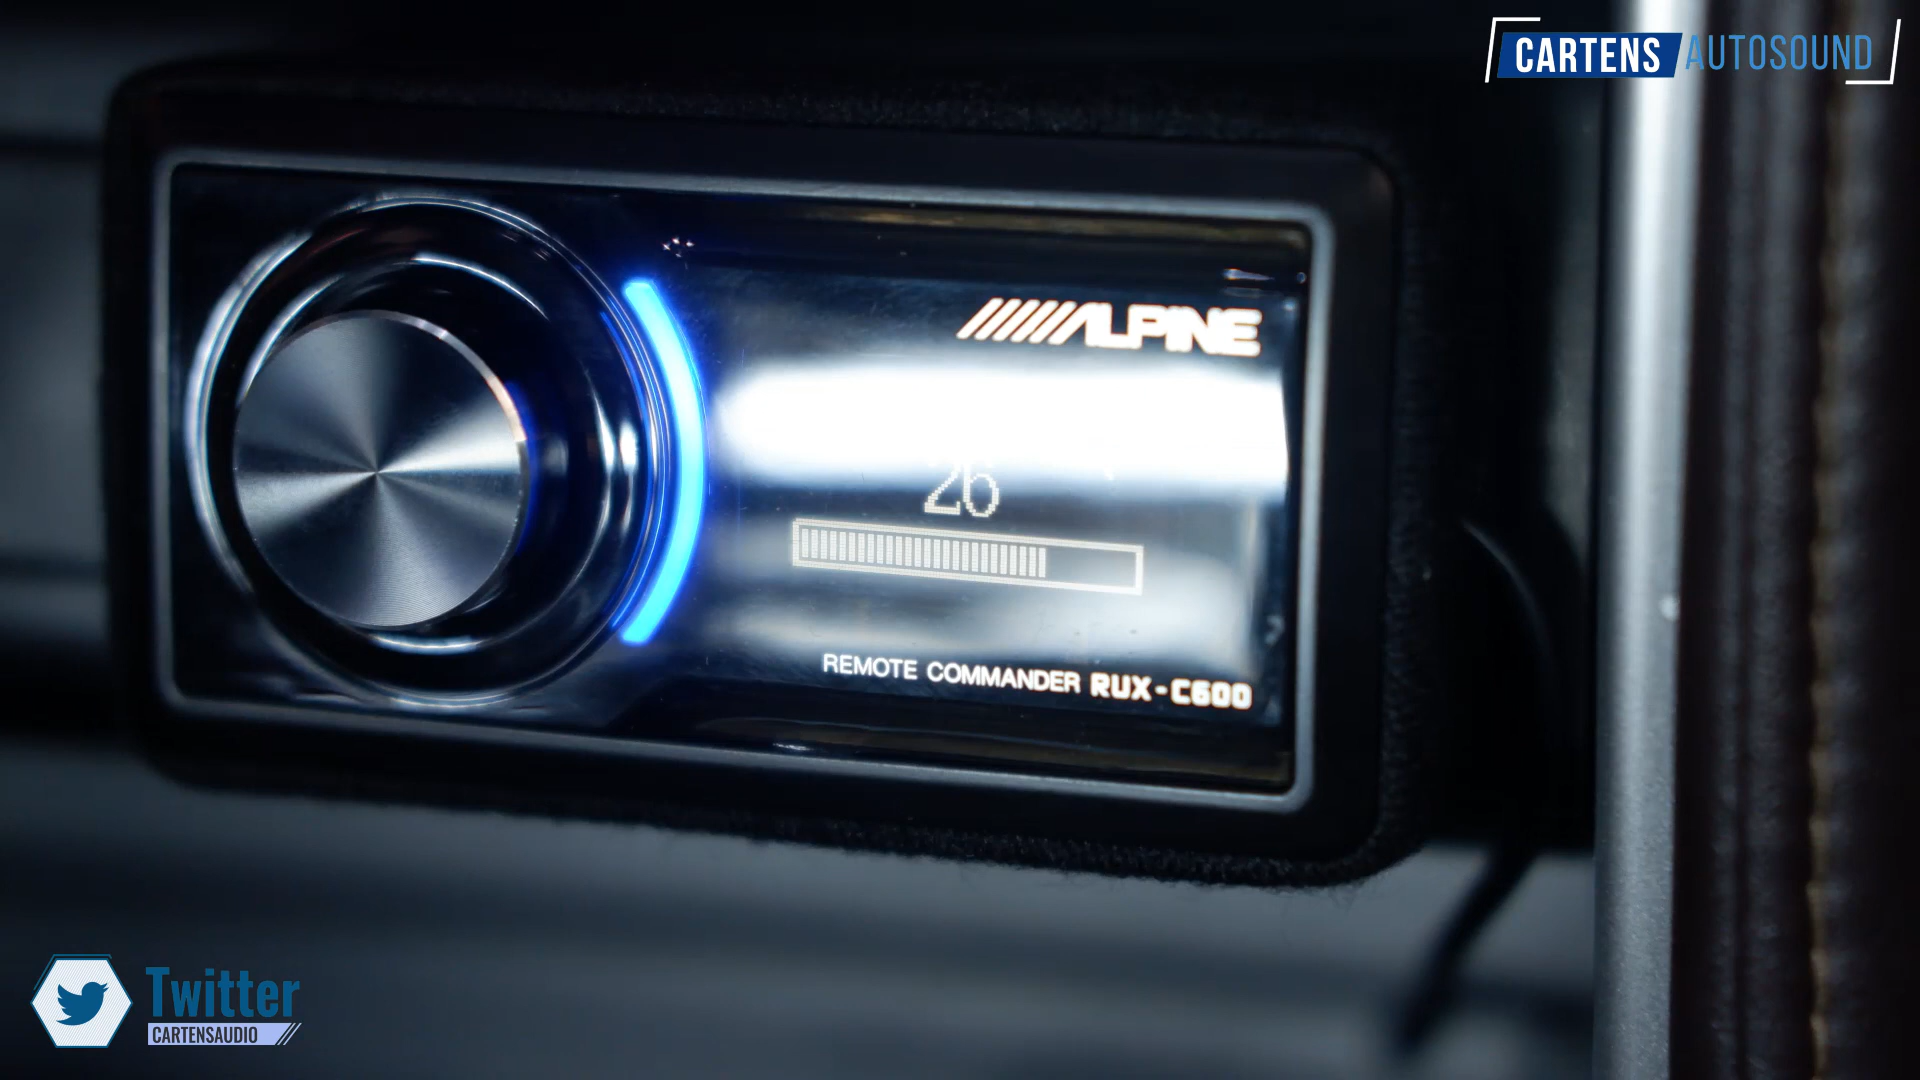 CARTENS AUTOSOUND
ALPINE
26
REMOTE COMMANDER RUX-C600
Twitter
CARTENSAUDIO